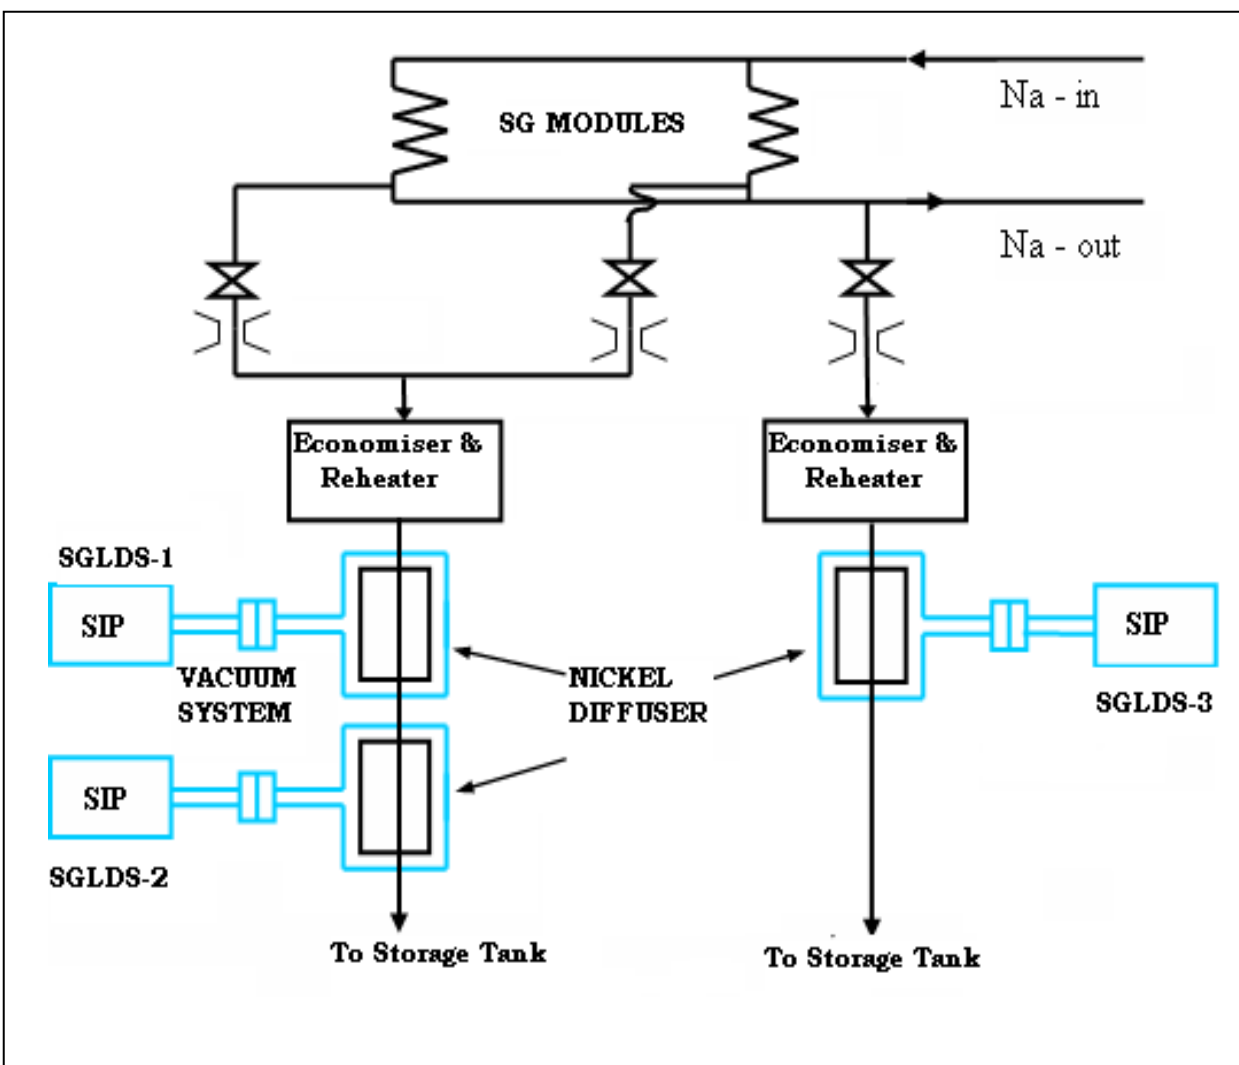 Na - in
SG MODULES
Na - out
Economiser &
Reheater
Economiser &
Reheater
SGLDS-1
SIP
VACUUM
SYSTEM
NICKEL
DIFFUSER
SIP
SGLDS-3
SIP
SGLDS-2
To Storage Tank
To Storage Tank